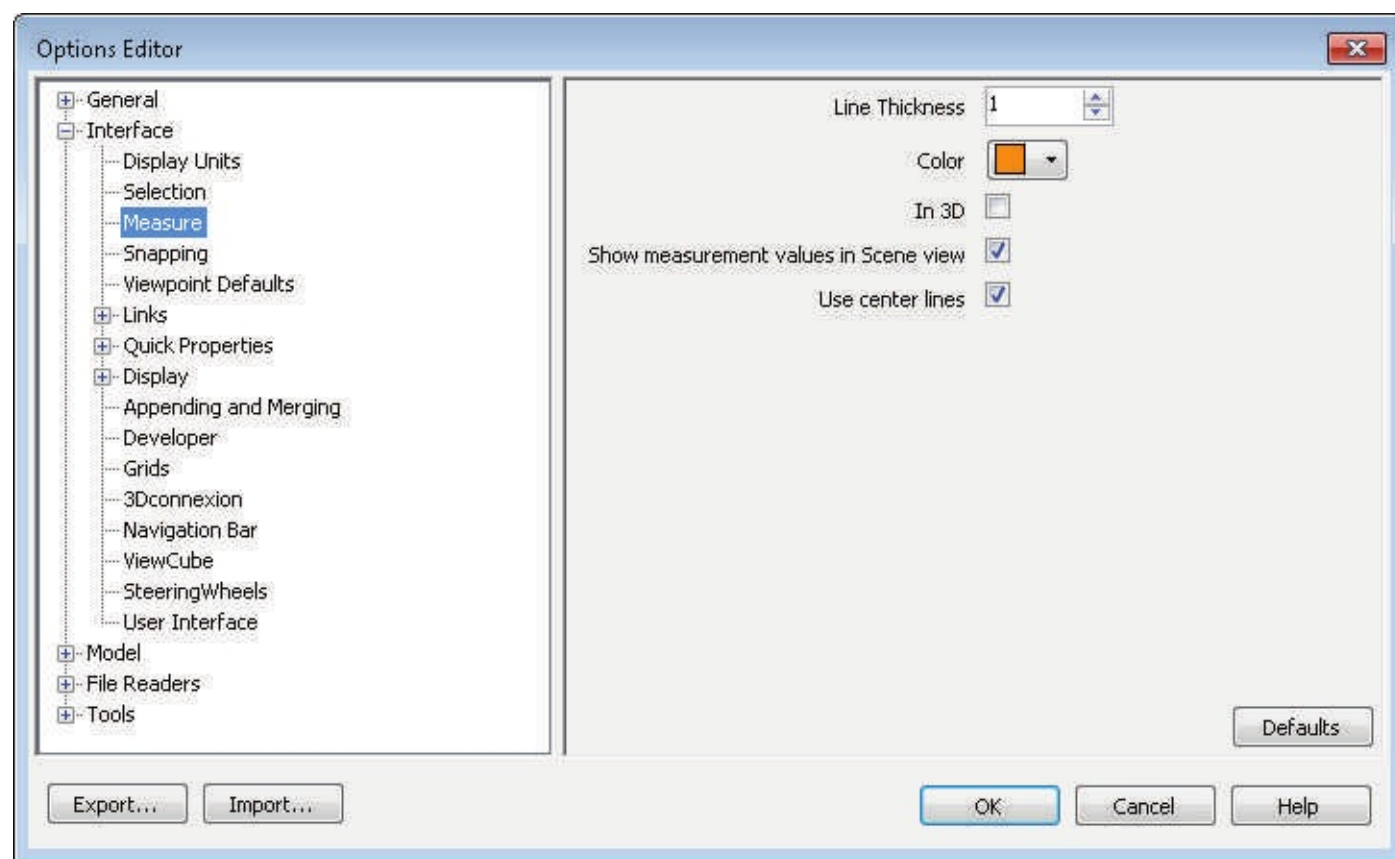 Options Editor
General
Interface
Display Units
Selection
Measure
Snapping
Viewpoint Defaults
Links
Quick Properties
Display
Appending and Merging
Developer
Grids
3Dconnexion
Navigation Bar
ViewCube
SteeringWheels
User Interface
Model
File Readers
Tools
Line Thickness 1
Color
In 3D
Show measurement values in Scene view
Use center lines
Defaults
Export... Import... OK Cancel Help